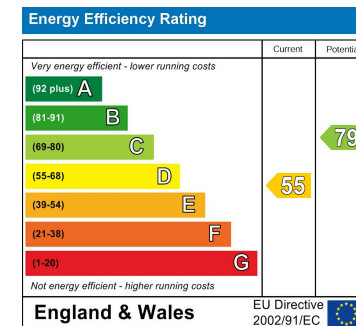 Energy Efficiency Rating
Current Potentia
Very energy efficient - lower running costs
(92 plus) A
(81-91) B
(69-80) C
79
(55-68) D
55
(39-54) E
(21-38) F
(1-20) G
Not energy efficient - higher running costs
England & Wales
EU Directive
2002/91/EC